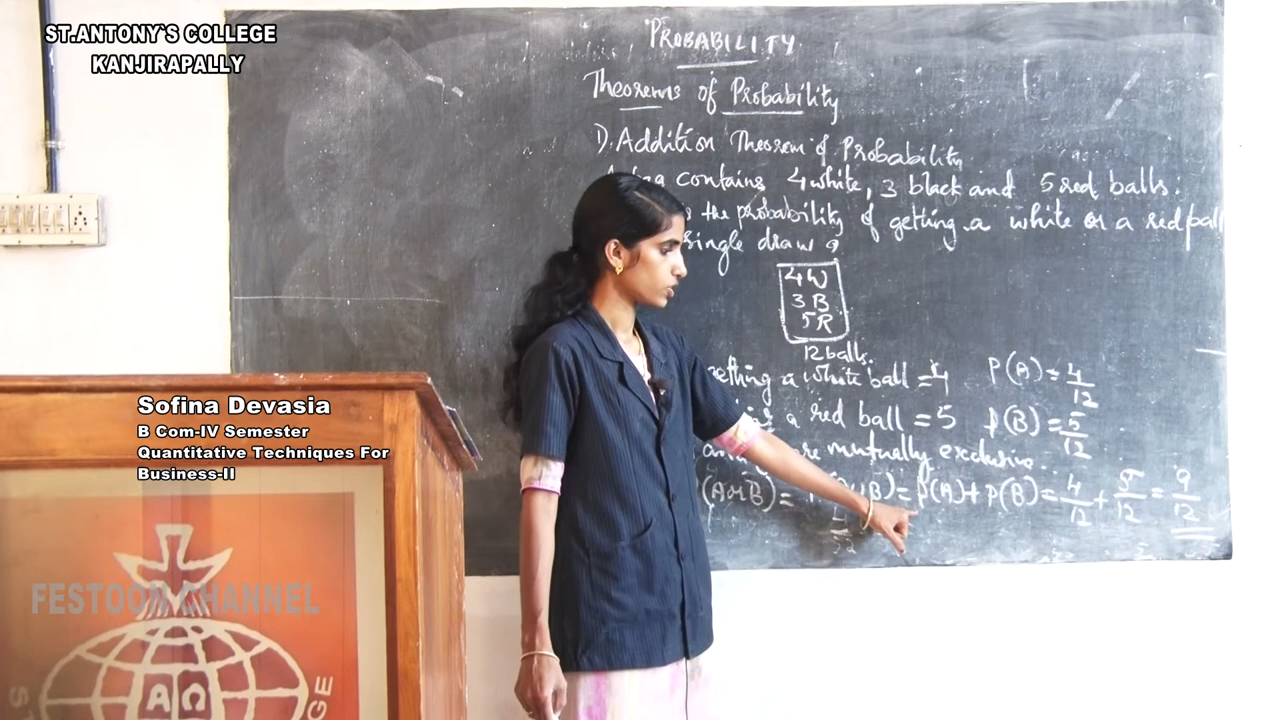 ST.ANTONY`S COLLEGE
KANJIRAPALLY
PROBABILITY
Theorems of Probability
1). Addition Theorem of Probability
contains 4 white, 3 black and 5 red balls.
the probability of getting a white or a red ball
single draw ?
4W
3B
5R
12 balls.
a white ball = 4 P(A) = 4/12
a red ball = 5 P(B) = 5/12
are mutually exclusive
(A or B) = B) = P(A) + P(B) = 4/12 + 5/12 = 9/12
Sofina Devasia
B Com-IV Semester
Quantitative Techniques For
Business-II
FESTOON CHANNEL
A Ω